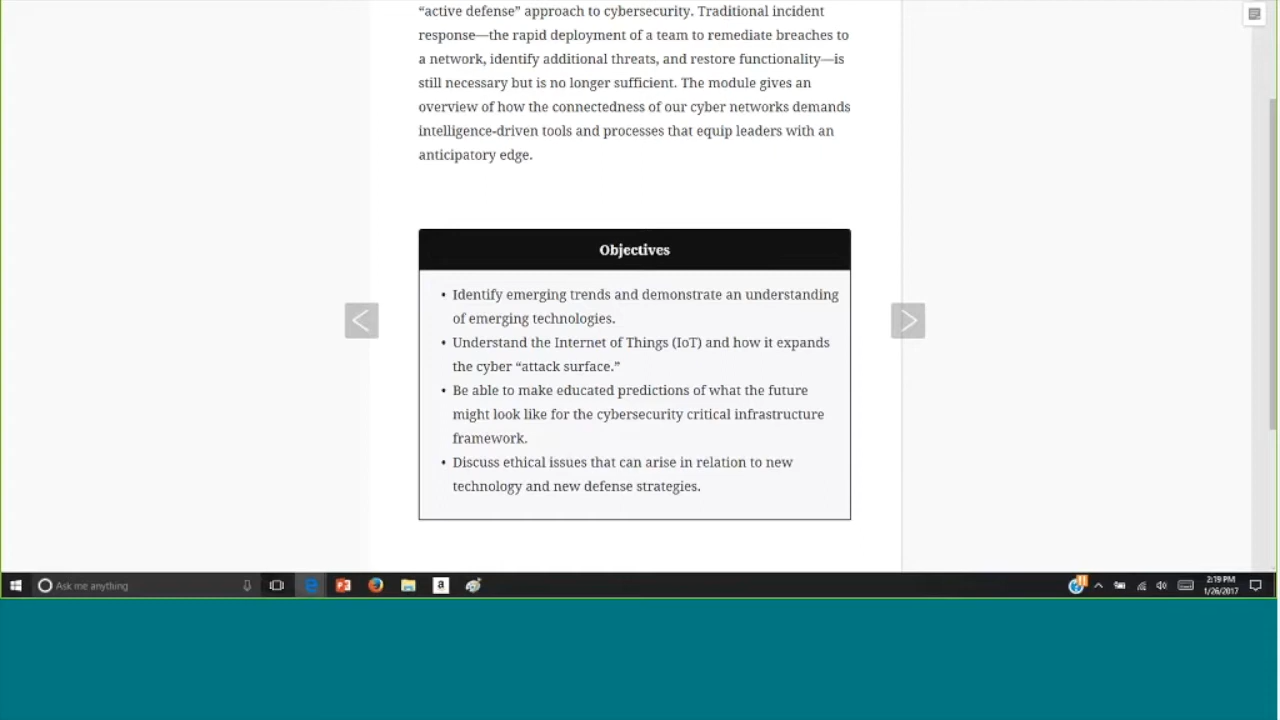 “active defense” approach to cybersecurity. Traditional incident
response—the rapid deployment of a team to remediate breaches to
a network, identify additional threats, and restore functionality—is
still necessary but is no longer sufficient. The module gives an
overview of how the connectedness of our cyber networks demands
intelligence-driven tools and processes that equip leaders with an
anticipatory edge.
Objectives
• Identify emerging trends and demonstrate an understanding
of emerging technologies.
• Understand the Internet of Things (IoT) and how it expands
the cyber “attack surface.”
• Be able to make educated predictions of what the future
might look like for the cybersecurity critical infrastructure
framework.
• Discuss ethical issues that can arise in relation to new
technology and new defense strategies.
Ask me anything
a
2:19 PM
1/26/2017